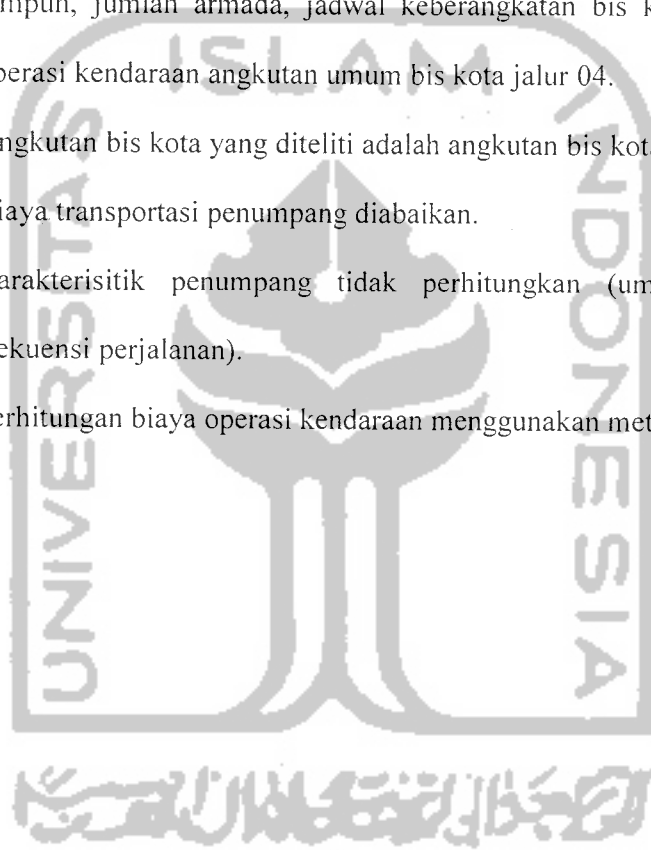 mpuh, jumlah armada, jadwal keberangkatan bis k
perasi kendaraan angkutan umum bis kota jalur 04.
ngkutan bis kota yang diteliti adalah angkutan bis kota
iaya transportasi penumpang diabaikan.
arakterisitik penumpang tidak perhitungkan (um
ekuensi perjalanan).
erhitungan biaya operasi kendaraan menggunakan met
ISLAM
UNIVERSITAS
INDONESIA